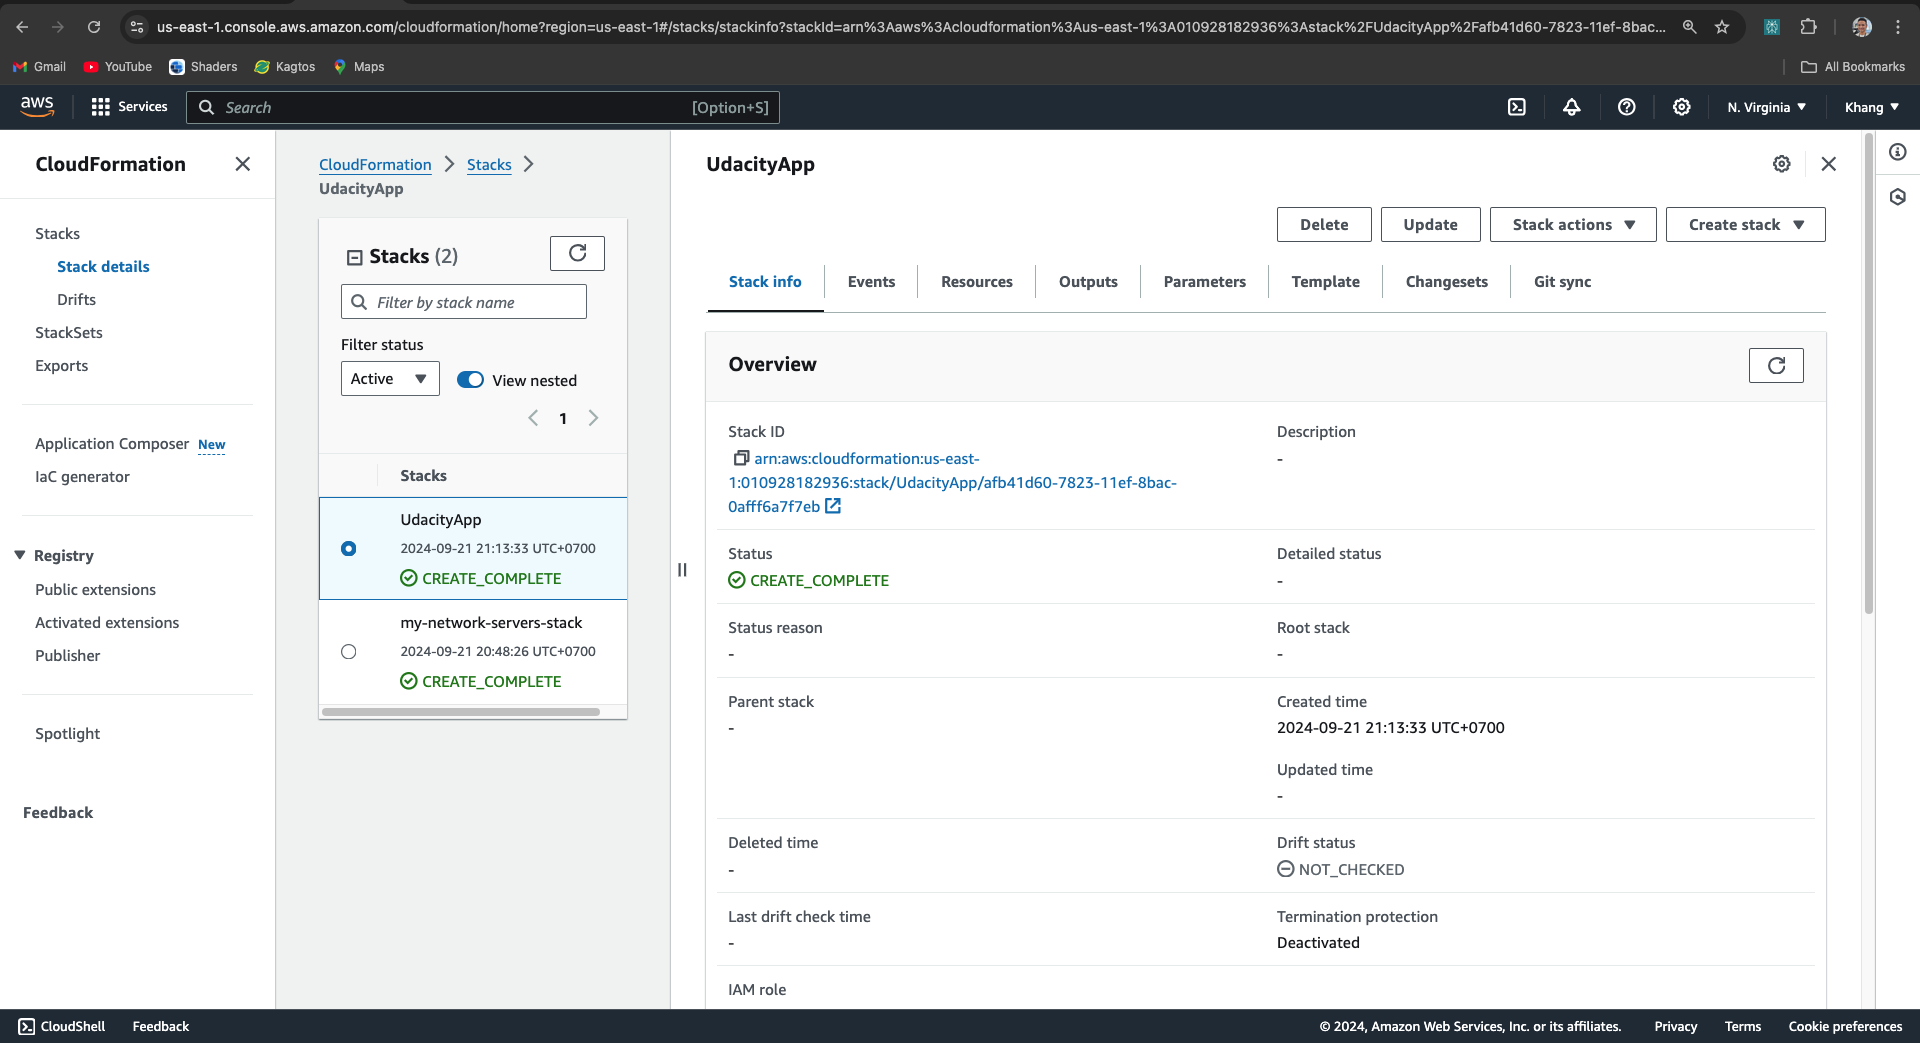 us-east-1.console.aws.amazon.com/cloudformation/home?region=us-east-1#/stacks/stackinfo?stackId=arn%3Aaws%3Acloudformation%3Aus-east-1%3A010928182936%3Astack%2FUdacityApp%2Fafb41d60-7823-11ef-8bac...
Gmail YouTube Shaders Kagtos Maps All Bookmarks
aws Services Search [Option+S] N. Virginia Khang
CloudFormation
Stacks
Stack details
Drifts
StackSets
Exports
Application Composer New
IaC generator
Registry
Public extensions
Activated extensions
Publisher
Spotlight
Feedback
CloudFormation Stacks
UdacityApp
Stacks (2)
Filter by stack name
Filter status
Active View nested
1
Stacks
UdacityApp
2024-09-21 21:13:33 UTC+0700
CREATE_COMPLETE
my-network-servers-stack
2024-09-21 20:48:26 UTC+0700
CREATE_COMPLETE
UdacityApp
Delete Update Stack actions Create stack
Stack info Events Resources Outputs Parameters Template Changesets Git sync
Overview
Stack ID
arn:aws:cloudformation:us-east-
1:010928182936:stack/UdacityApp/afb41d60-7823-11ef-8bac-
0afff6a7f7eb
Description
-
Status
CREATE_COMPLETE
Detailed status
-
Status reason
-
Root stack
-
Parent stack
-
Created time
2024-09-21 21:13:33 UTC+0700
Updated time
-
Deleted time
-
Drift status
NOT_CHECKED
Last drift check time
-
Termination protection
Deactivated
IAM role
CloudShell Feedback © 2024, Amazon Web Services, Inc. or its affiliates. Privacy Terms Cookie preferences